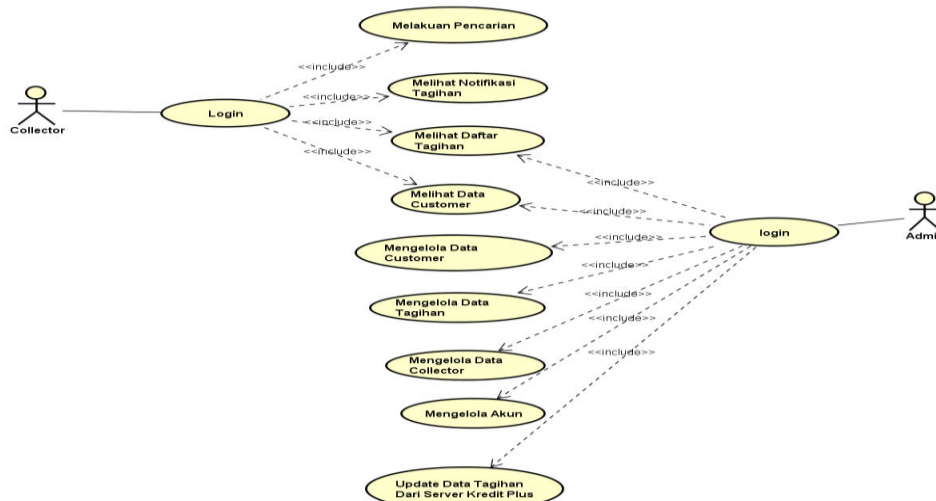 Melakuan Pencarian
<<include>>
Melihat Notifikasi
Tagihan
<<include>>
Collector
Login
<<include>>
Melihat Daftar
Tagihan
<<include>>
<<include>>
Melihat Data
Customer
<<include>>
login
Admi
Mengelola Data
Customer
<<include>>
<<include>>
Mengelola Data
Tagihan
<<include>>
<<include>>
Mengelola Data
Collector
<<include>>
Mengelola Akun
Update Data Tagihan
Dari Server Kredit Plus